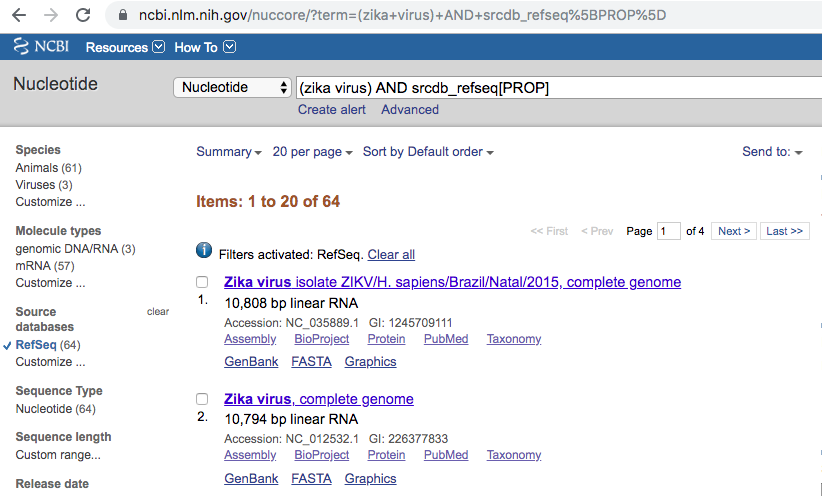 ncbi.nlm.nih.gov/nuccore/?term=(zika+virus)+AND+srcdb_refseq%5BPROP%5D
NCBI Resources How To
Nucleotide Nucleotide (zika virus) AND srcdb_refseq[PROP]
Create alert Advanced
Species
Animals (61)
Viruses (3)
Customize ...
Molecule types
genomic DNA/RNA (3)
mRNA (57)
Customize ...
Source databases clear
RefSeq (64)
Customize ...
Sequence Type
Nucleotide (64)
Sequence length
Custom range...
Release date
Summary 20 per page Sort by Default order Send to:
Items: 1 to 20 of 64
<< First < Prev Page 1 of 4 Next > Last >>
Filters activated: RefSeq. Clear all
Zika virus isolate ZIKV/H. sapiens/Brazil/Natal/2015, complete genome
1. 10,808 bp linear RNA
Accession: NC_035889.1 GI: 1245709111
Assembly BioProject Protein PubMed Taxonomy
GenBank FASTA Graphics
Zika virus, complete genome
2. 10,794 bp linear RNA
Accession: NC_012532.1 GI: 226377833
Assembly BioProject Protein PubMed Taxonomy
GenBank FASTA Graphics